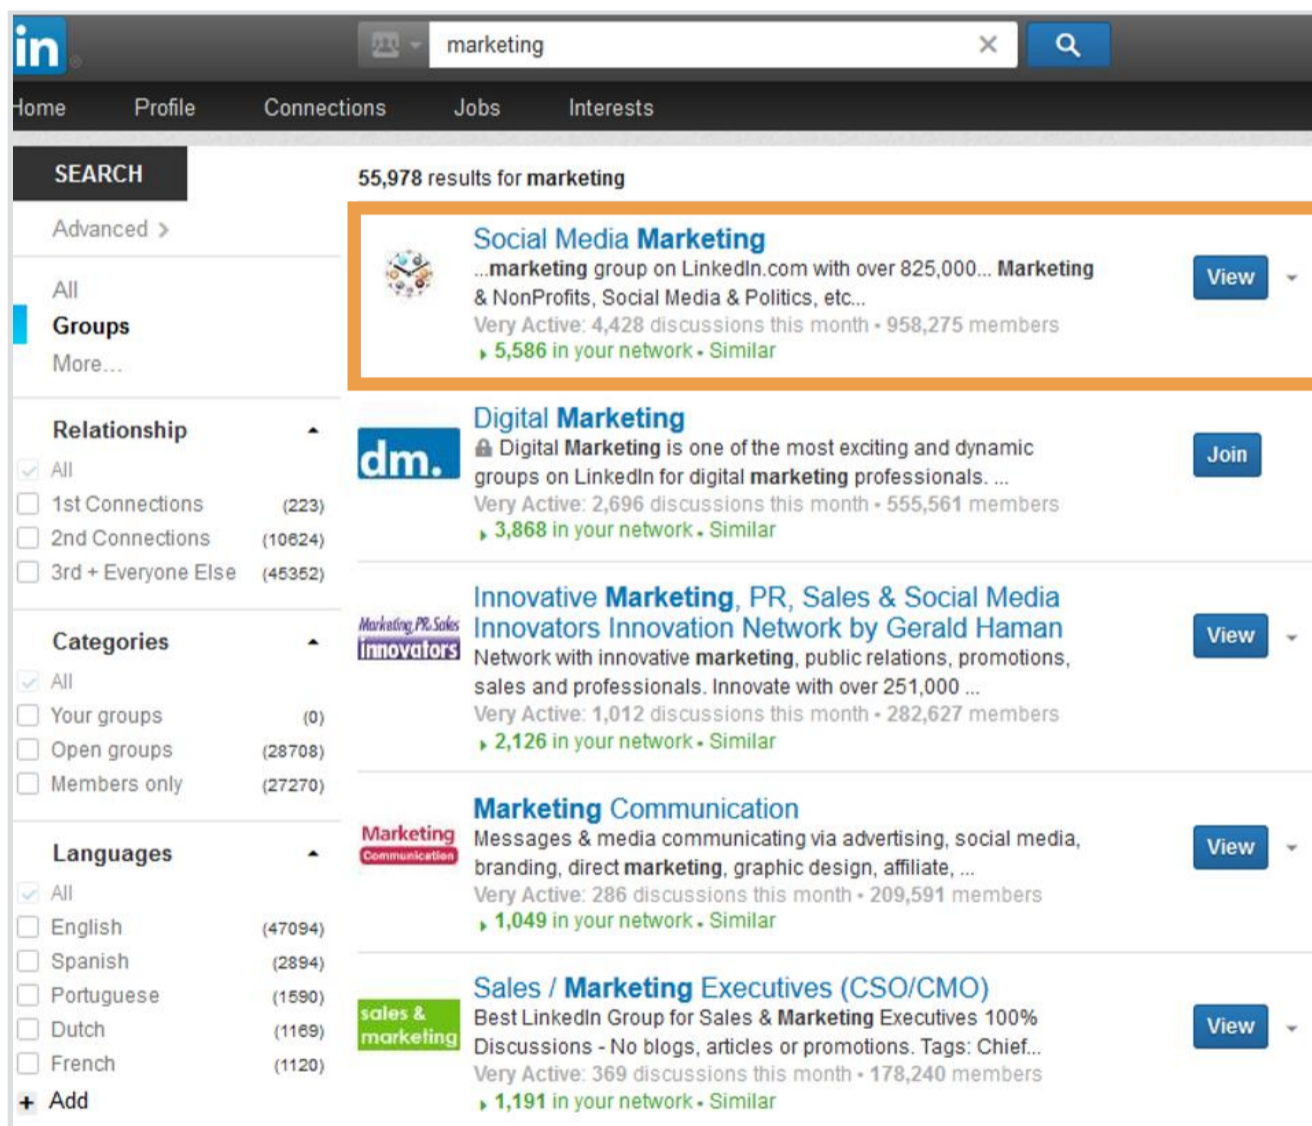 in
marketing
Home Profile Connections Jobs Interests
SEARCH
Advanced >
All
Groups
More...
Relationship
All
1st Connections (223)
2nd Connections (10624)
3rd + Everyone Else (45352)
Categories
All
Your groups (0)
Open groups (28708)
Members only (27270)
Languages
All
English (47094)
Spanish (2894)
Portuguese (1590)
Dutch (1169)
French (1120)
+ Add
55,978 results for marketing
Social Media Marketing
...marketing group on LinkedIn.com with over 825,000... Marketing
& NonProfits, Social Media & Politics, etc...
Very Active: 4,428 discussions this month • 958,275 members
5,586 in your network • Similar
View
dm.
Digital Marketing
Digital Marketing is one of the most exciting and dynamic
groups on LinkedIn for digital marketing professionals. ...
Very Active: 2,696 discussions this month • 555,561 members
3,868 in your network • Similar
Join
Marketing, PR, Sales
innovators
Innovative Marketing, PR, Sales & Social Media
Innovators Innovation Network by Gerald Haman
Network with innovative marketing, public relations, promotions,
sales and professionals. Innovate with over 251,000 ...
Very Active: 1,012 discussions this month • 282,627 members
2,126 in your network • Similar
View
Marketing
Communication
Marketing Communication
Messages & media communicating via advertising, social media,
branding, direct marketing, graphic design, affiliate, ...
Very Active: 286 discussions this month • 209,591 members
1,049 in your network • Similar
View
sales &
marketing
Sales / Marketing Executives (CSO/CMO)
Best LinkedIn Group for Sales & Marketing Executives 100%
Discussions - No blogs, articles or promotions. Tags: Chief...
Very Active: 369 discussions this month • 178,240 members
1,191 in your network • Similar
View